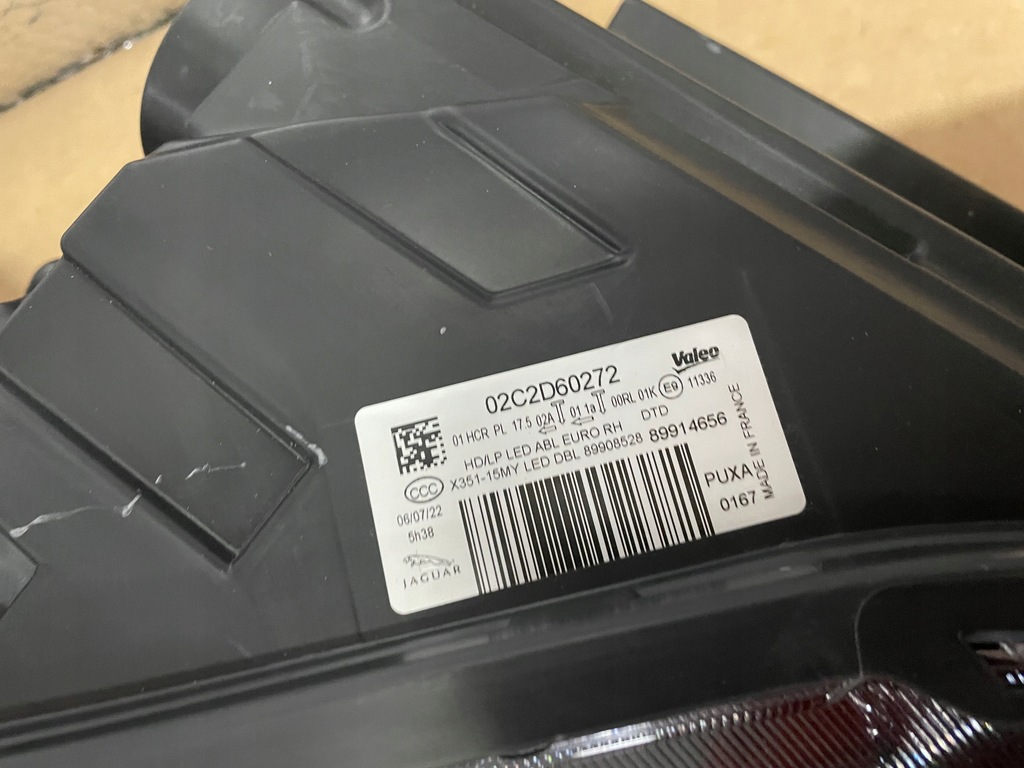 02C2D60272
Valeo
01 HCR PL 17.5 02A 01 1a 00RL 01K E9 11336
HD/LP LED ABL EURO RH DTD
CCC X351-15MY LED DBL 89908528 89914656
06/07/22
5h38
JAGUAR
PUXA
0167
MADE IN FRANCE